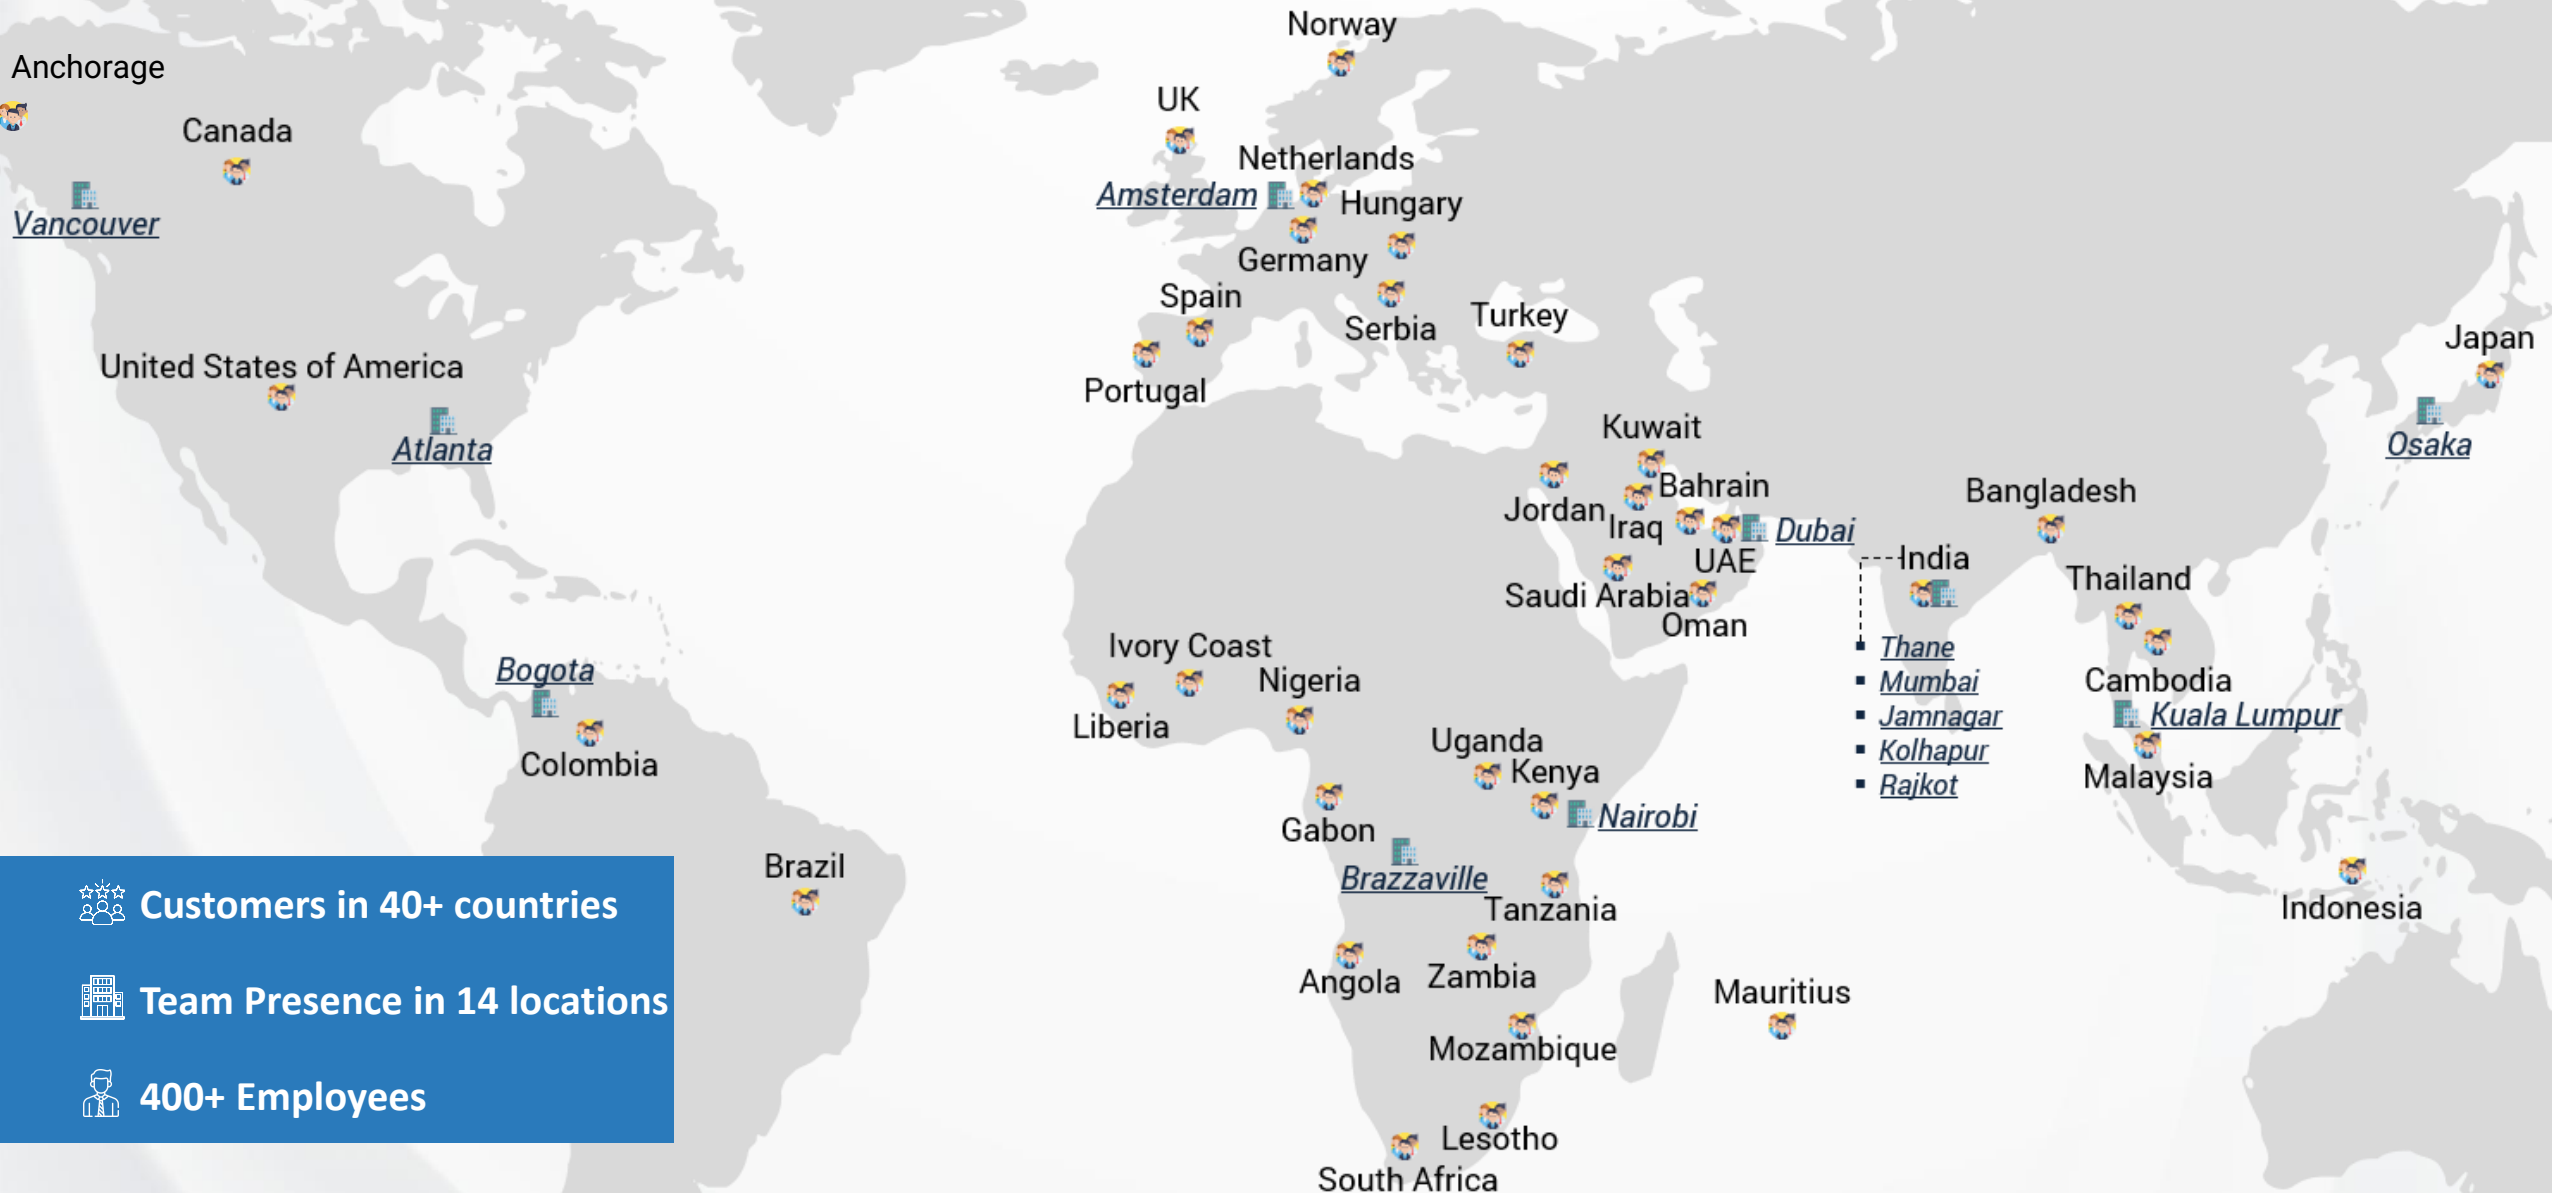 Norway
Anchorage
UK
Canada
Netherlands
Amsterdam
Hungary
Vancouver
Germany
Spain
Turkey
Serbia
Japan
United States of America
Portugal
Kuwait
Atlanta
Osaka
Bahrain
Bangladesh
Jordan
Iraq
Dubai
UAE
India
Thailand
Saudi Arabia
Oman
Ivory Coast
Thane
Bogota
Nigeria
Mumbai
Cambodia
Kuala Lumpur
Jamnagar
Liberia
Uganda
Kolhapur
Colombia
Kenya
Malaysia
Rajkot
Nairobi
Gabon
Brazil
Brazzaville
Customers in 40+ countries
Tanzania
Indonesia
Angola
Zambia
Mauritius
Team Presence in 14 locations
Mozambique
400+ Employees
Lesotho
South Africa